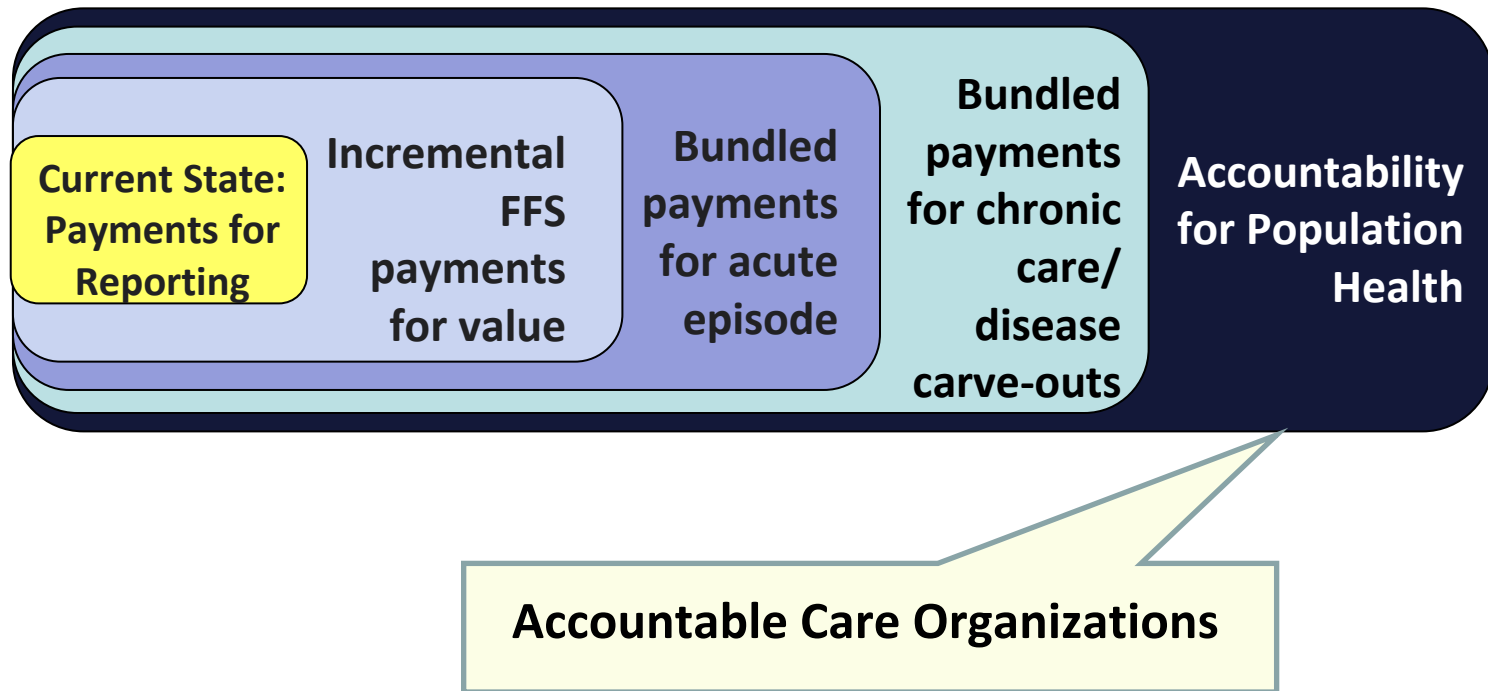 Current State:
Payments for
Reporting
Incremental
FFS
payments
for value
Bundled
payments
for acute
episode
Bundled
payments
for chronic
care/
disease
carve-outs
Accountability
for Population
Health
Accountable Care Organizations